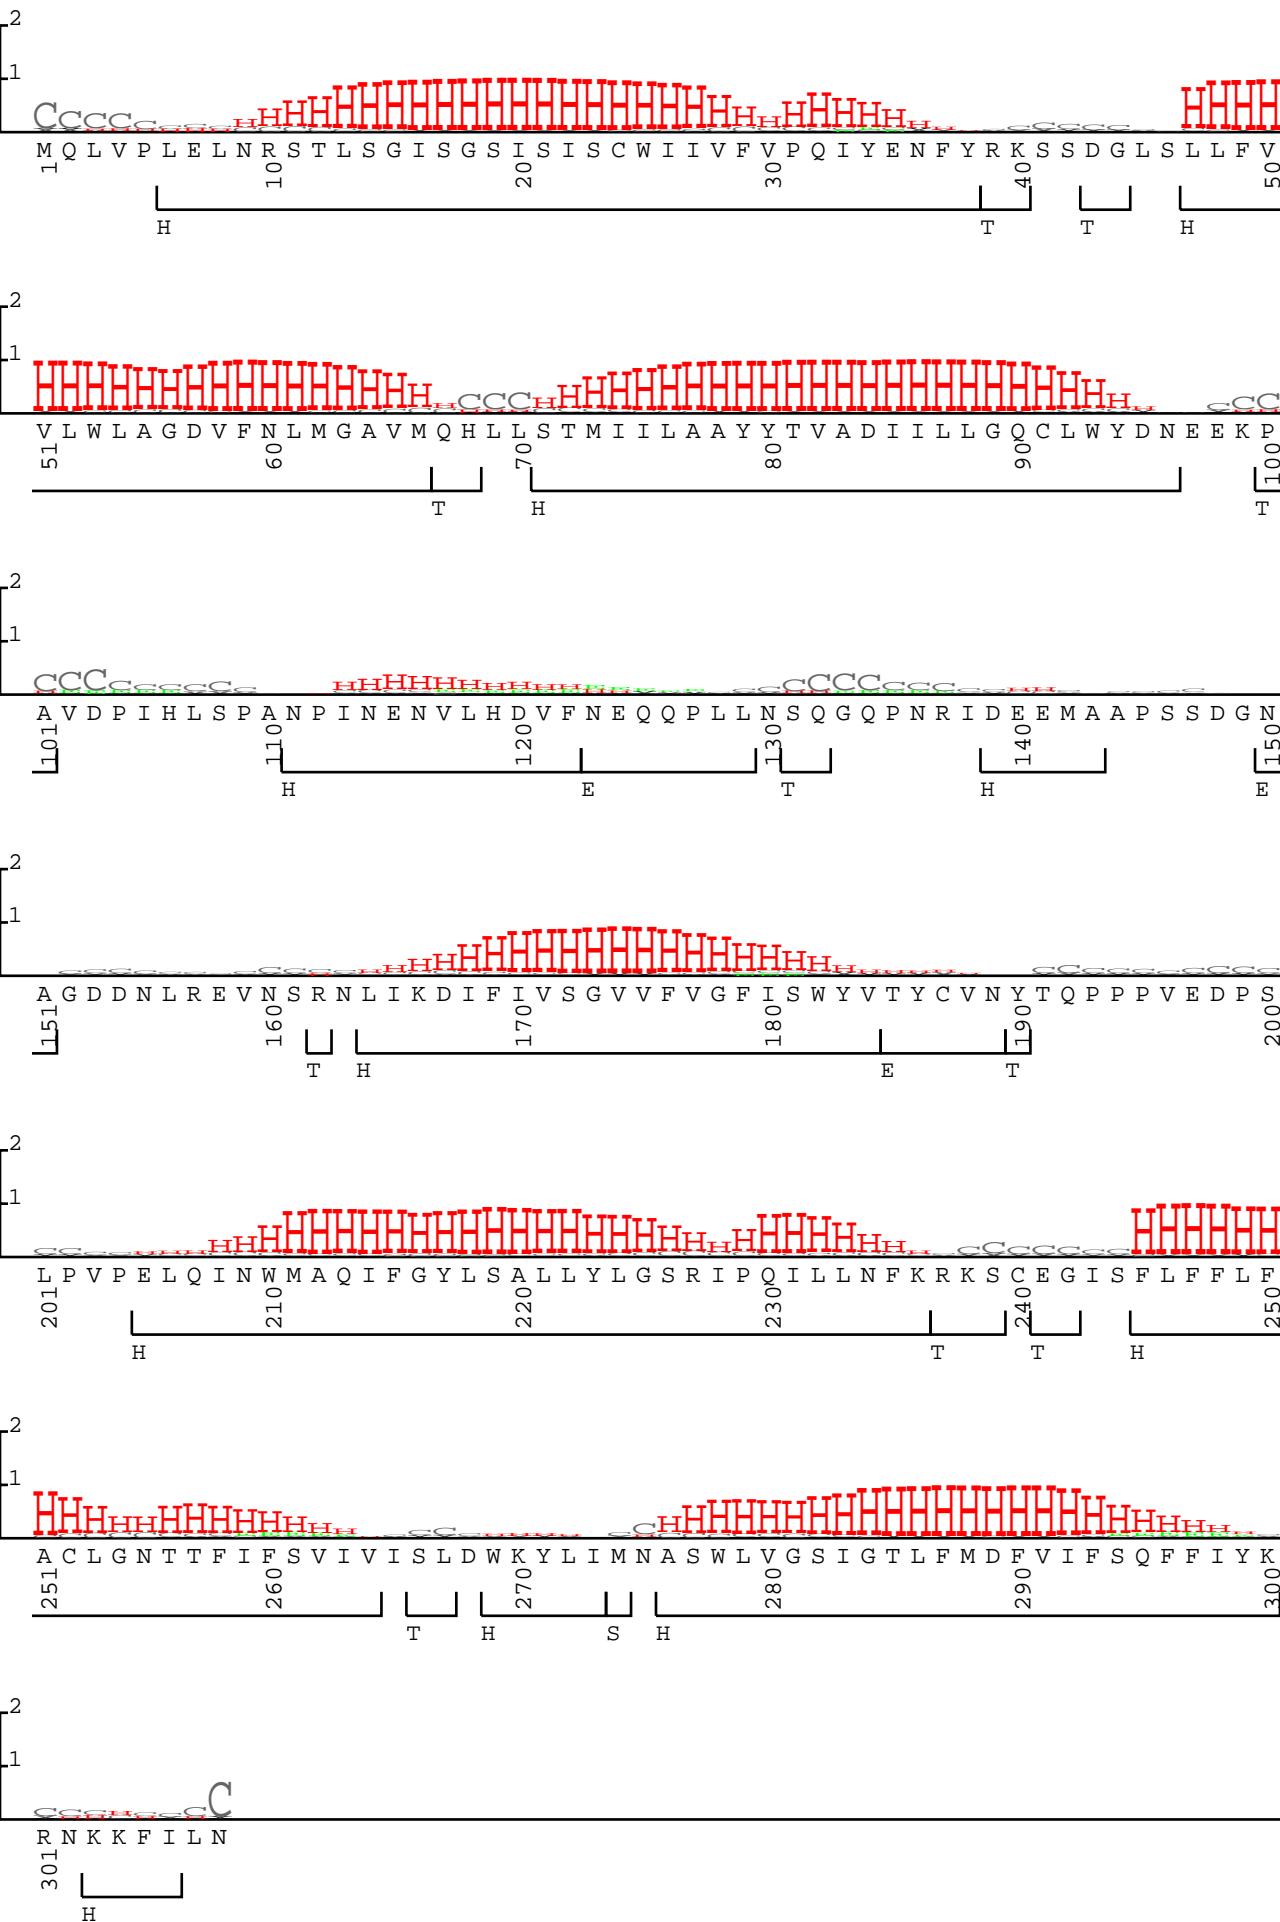 2
1
M Q L V P L E L N R S T L S G I S G S I S I S C W I I V F V P Q I Y E N F Y R K S S D G L S L L F V
1 10 20 30 40 50
H T T H
2
1
V L W L A G D V F N L M G A V M Q H L L S T M I I L A A Y Y T V A D I I L L G Q C L W Y D N E E K P
51 60 70 80 90 100
T H T
2
1
A V D P I H L S P A N P I N E N V L H D V F N E Q Q P L L N S Q G Q P N R I D E E M A A P S S D G N
101 110 120 130 140 150
H E T H E
2
1
A G D D N L R E V N S R N L I K D I F I V S G V V F V G F I S W Y V T Y C V N Y T Q P P P V E D P S
151 160 170 180 190 200
T H E T
2
1
L P V P E L Q I N W M A Q I F G Y L S A L L Y L G S R I P Q I L L N F K R K S C E G I S F L F F L F
201 210 220 230 240 250
H T T H
2
1
A C L G N T T F I F S V I V I S L D W K Y L I M N A S W L V G S I G T L F M D F V I F S Q F F I Y K
251 260 270 280 290 300
T H S H
2
1
R N K K F I L N
301
H